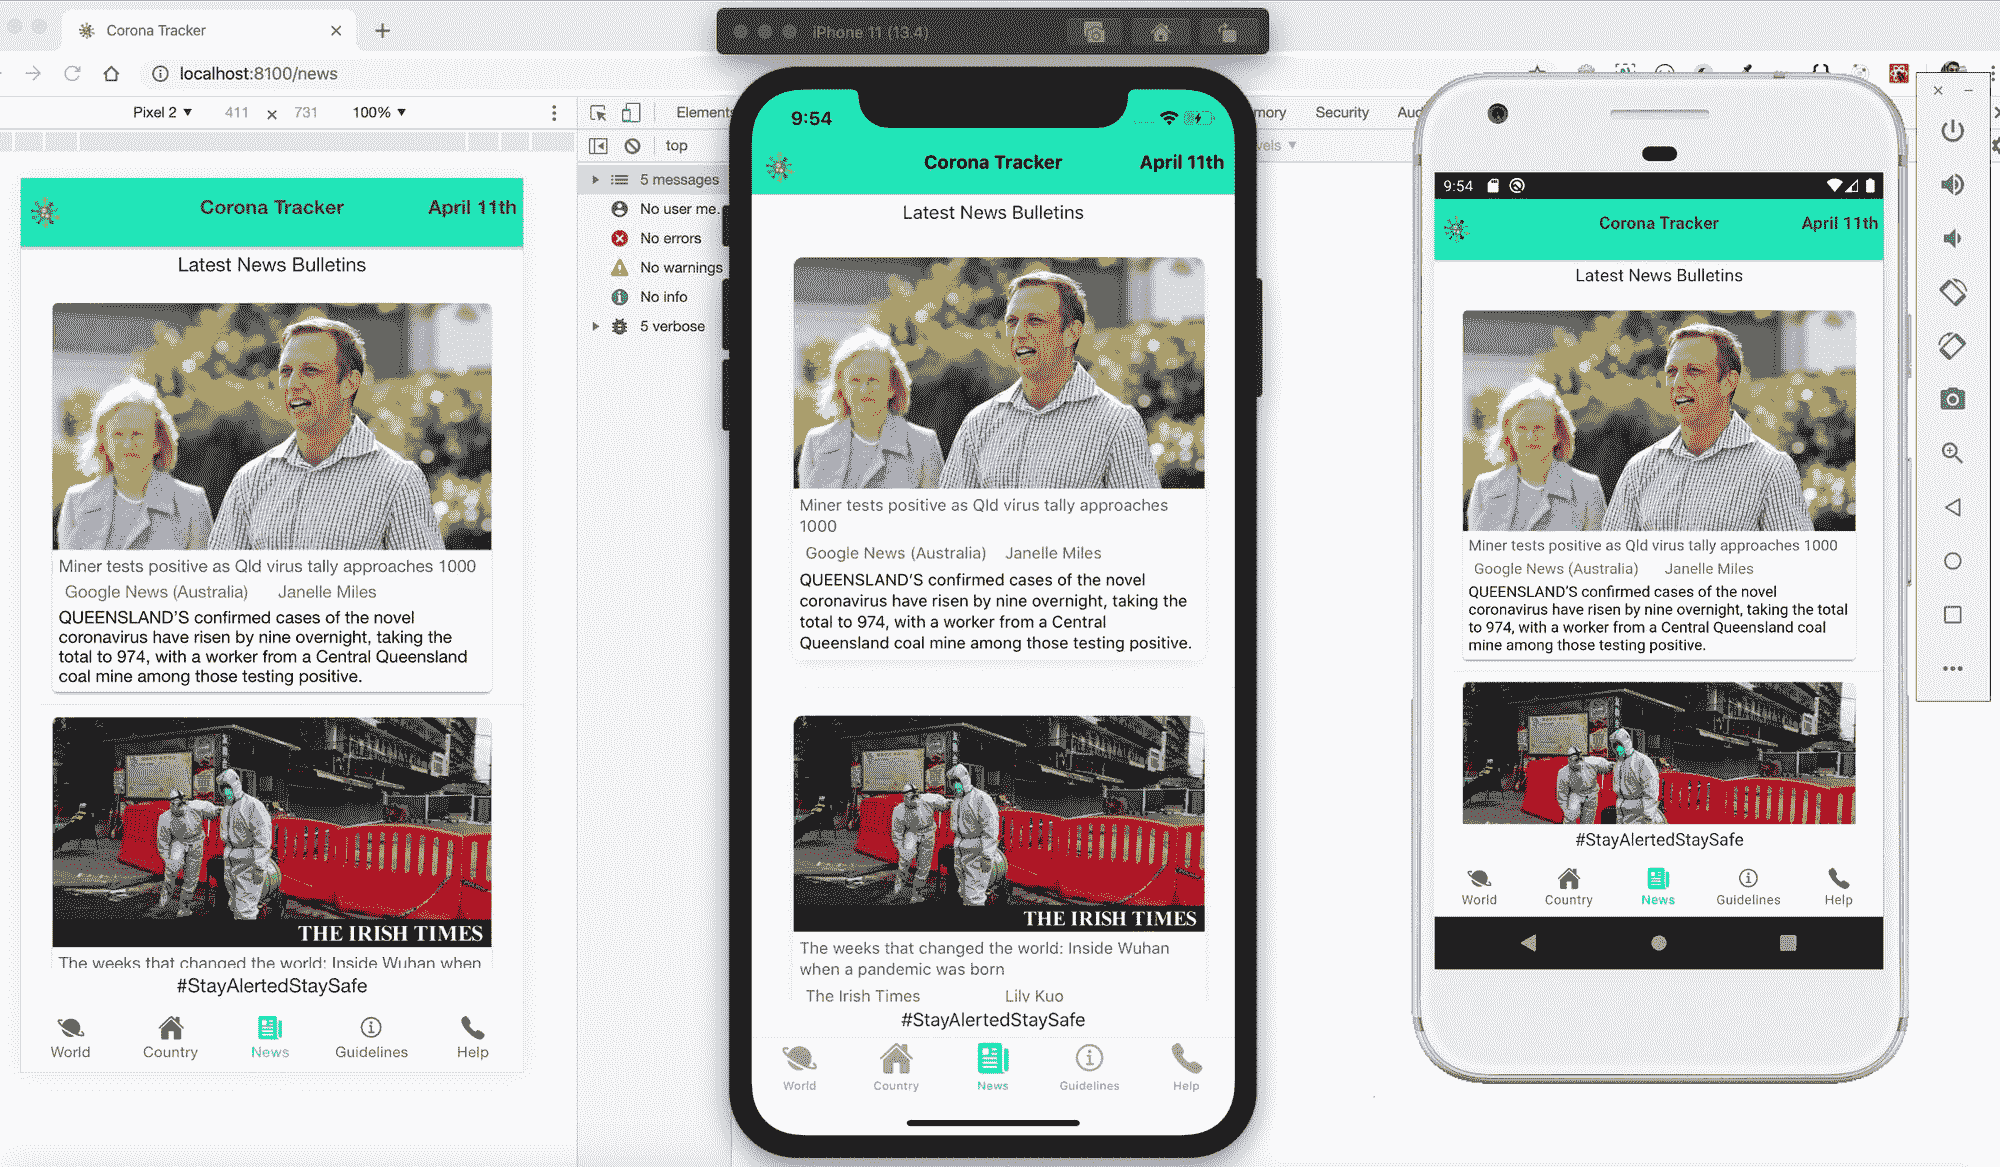 Corona Tracker
localhost:8100/news
Pixel 2
411
731
100%
Elements
top
5 messages
No user me.
No errors
No warnings
No info
5 verbose
Security
Corona Tracker
April 11th
Latest News Bulletins
Miner tests positive as Qld virus tally approaches 1000
Google News (Australia) Janelle Miles
QUEENSLAND'S confirmed cases of the novel
coronavirus have risen by nine overnight, taking the
total to 974, with a worker from a Central Queensland
coal mine among those testing positive.
THE IRISH TIMES
The weeks that changed the world: Inside Wuhan when
#StayAlertedStaySafe
World
Country
News
Guidelines
Help
iPhone 11 (13.4)
9:54
Corona Tracker
April 11th
Latest News Bulletins
Miner tests positive as Qld virus tally approaches
1000
Google News (Australia) Janelle Miles
QUEENSLAND'S confirmed cases of the novel
coronavirus have risen by nine overnight, taking the
total to 974, with a worker from a Central
Queensland coal mine among those testing positive.
THE IRISH TIMES
The weeks that changed the world: Inside Wuhan
when a pandemic was born
The Irish Times Lily Kuo
#StayAlertedStaySafe
World
Country
News
Guidelines
Help
9:54
Corona Tracker
April 11th
Latest News Bulletins
Miner tests positive as Qld virus tally approaches 1000
Google News (Australia) Janelle Miles
QUEENSLAND'S confirmed cases of the novel
coronavirus have risen by nine overnight, taking the total
to 974, with a worker from a Central Queensland coal
mine among those testing positive.
#StayAlertedStaySafe
World
Country
News
Guidelines
Help